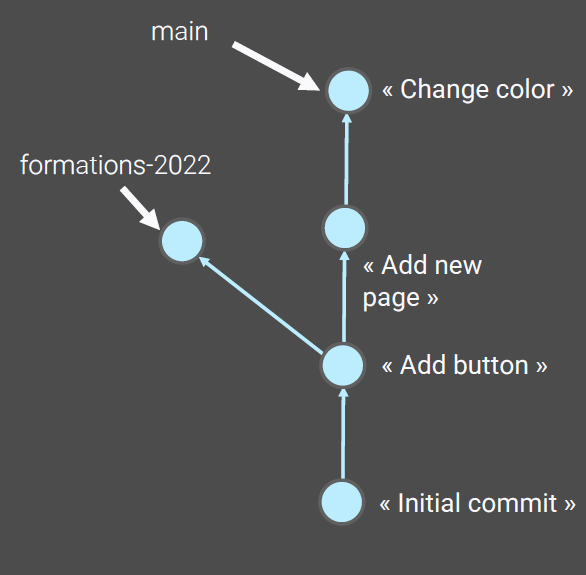 main
« Change color »
formations-2022
« Add new
page »
« Add button »
« Initial commit »